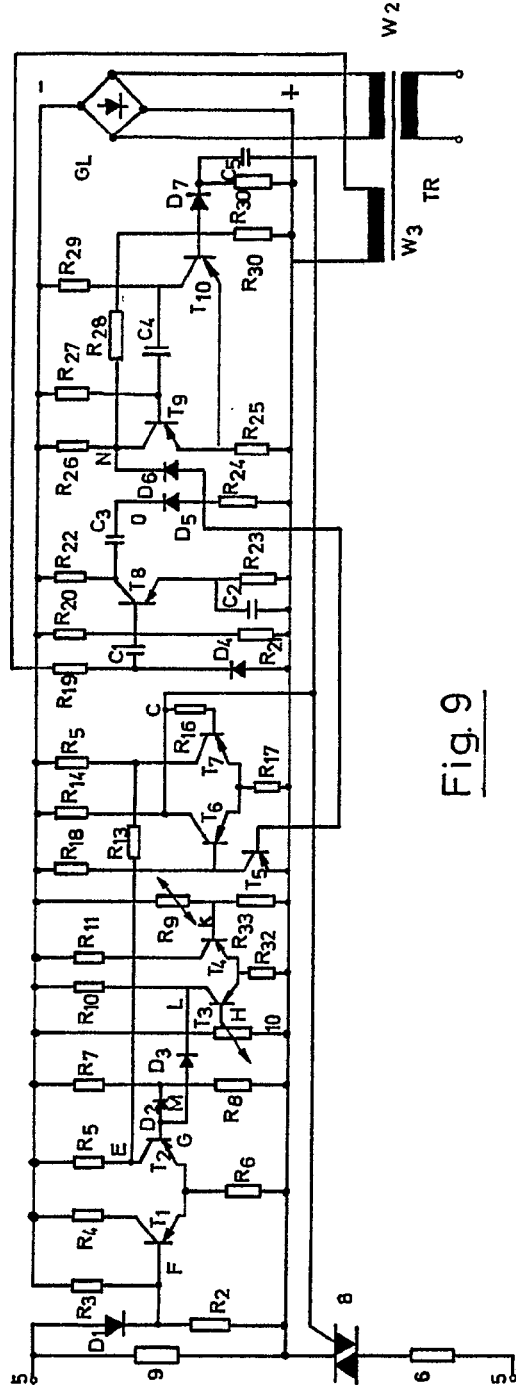 5
D1
R3
R4
R5
R7
R10
R11
R18
R14
R5
R19
R20
R22
R26
R27
R29
-
E
L
R13
C3
N
R28
GL
9
F
T1
T2
G
D2
M
D3
T3
T4
H
K
R9
T6
R16
C
T7
C1
T8
O
D6
T9
C4
T10
D7
R2
R6
R8
10
R32
R33
T5
R17
D4
R21
C2
R23
D5
R24
R25
R30
R30
C5
+
8
6
5
W3
TR
W2
Fig. 9